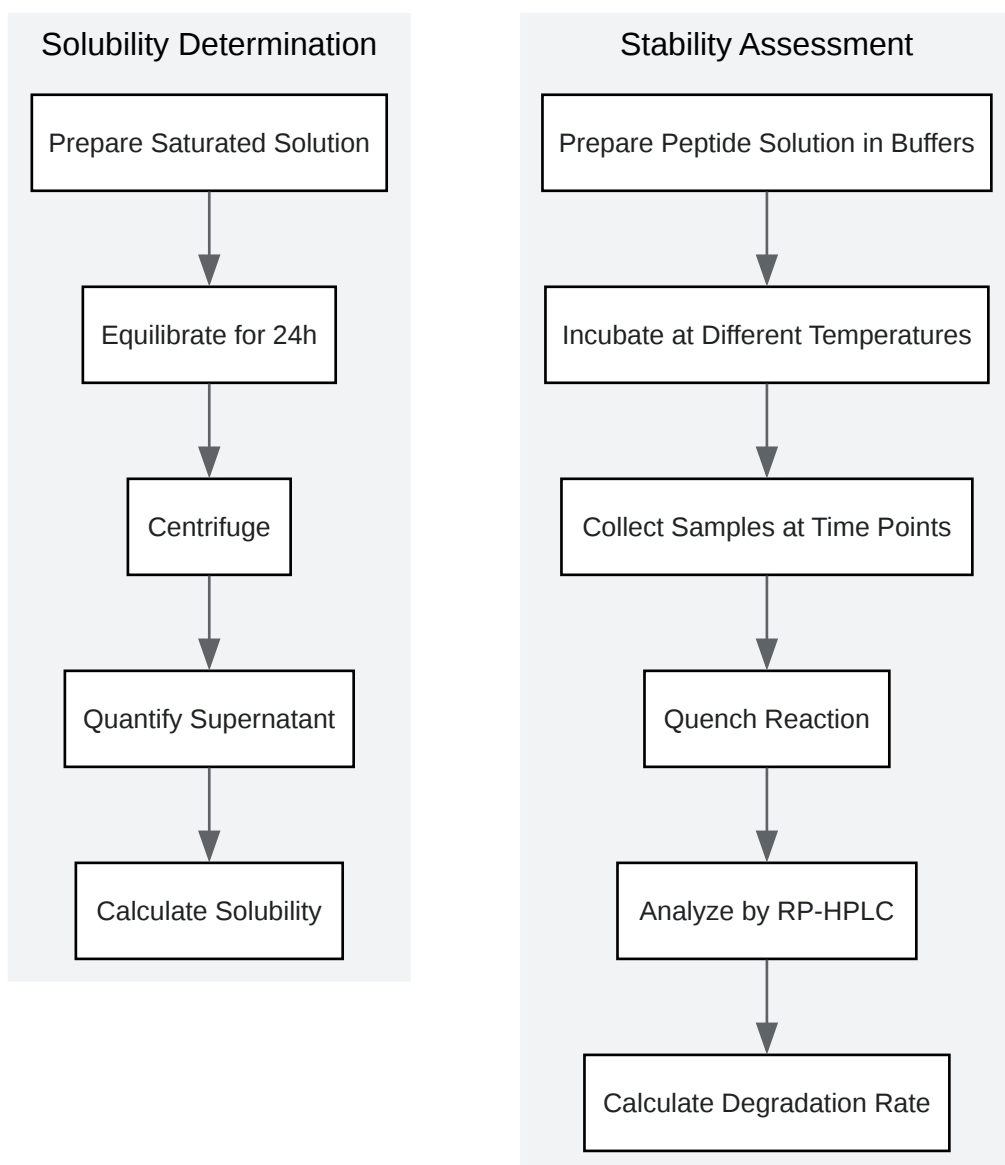 Solubility Determination
Prepare Saturated Solution
Equilibrate for 24h
Centrifuge
Quantify Supernatant
Calculate Solubility
Stability Assessment
Prepare Peptide Solution in Buffers
Incubate at Different Temperatures
Collect Samples at Time Points
Quench Reaction
Analyze by RP-HPLC
Calculate Degradation Rate